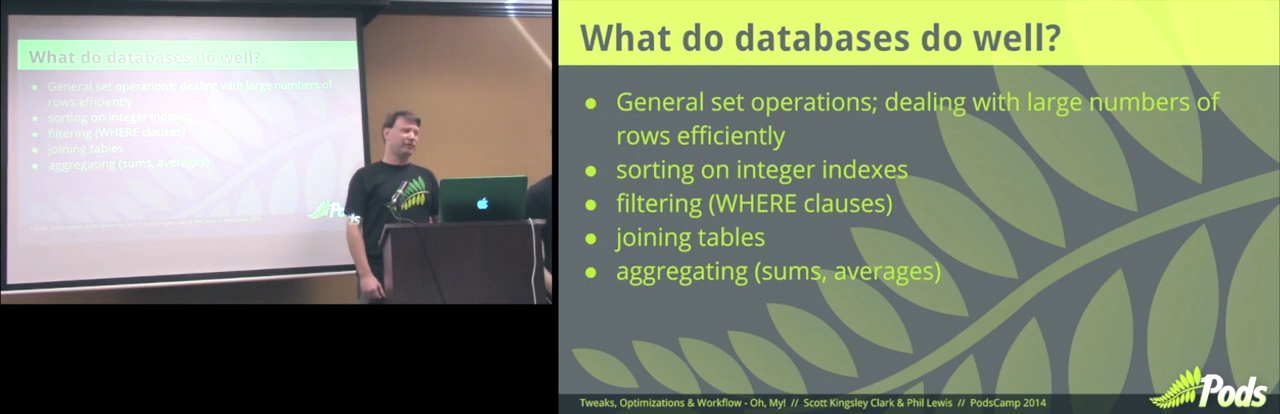 What do databases do well?
● General set operations; dealing with large numbers of
rows efficiently
● sorting on integer indexes
● filtering (WHERE clauses)
● joining tables
● aggregating (sums, averages)
Pods
What do databases do well?
● General set operations; dealing with large numbers of
rows efficiently
● sorting on integer indexes
● filtering (WHERE clauses)
● joining tables
● aggregating (sums, averages)
Tweaks, Optimizations & Workflow - Oh, My! // Scott Kingsley Clark & Phil Lewis // PodsCamp 2014
Pods